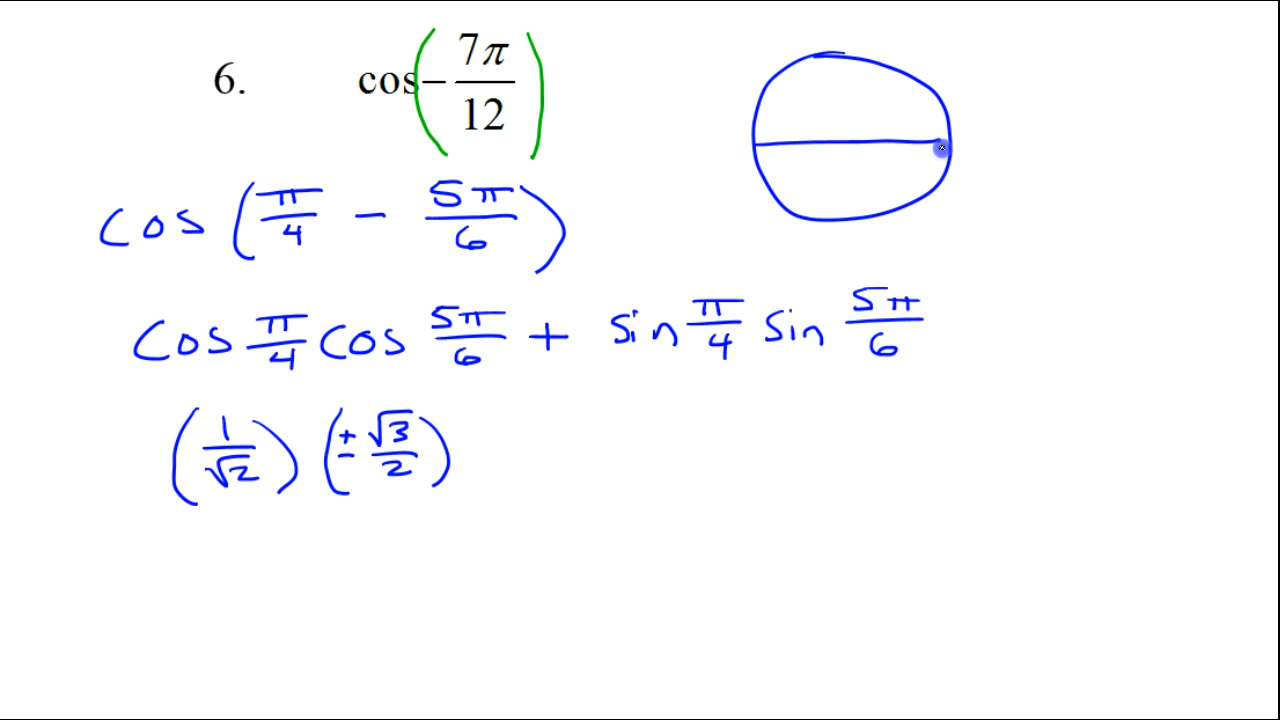 6. cos(−7π/12)
cos(π/4 − 5π/6)
cos π/4 cos 5π/6 + sin π/4 sin 5π/6
(1/√2)(±√3/2)